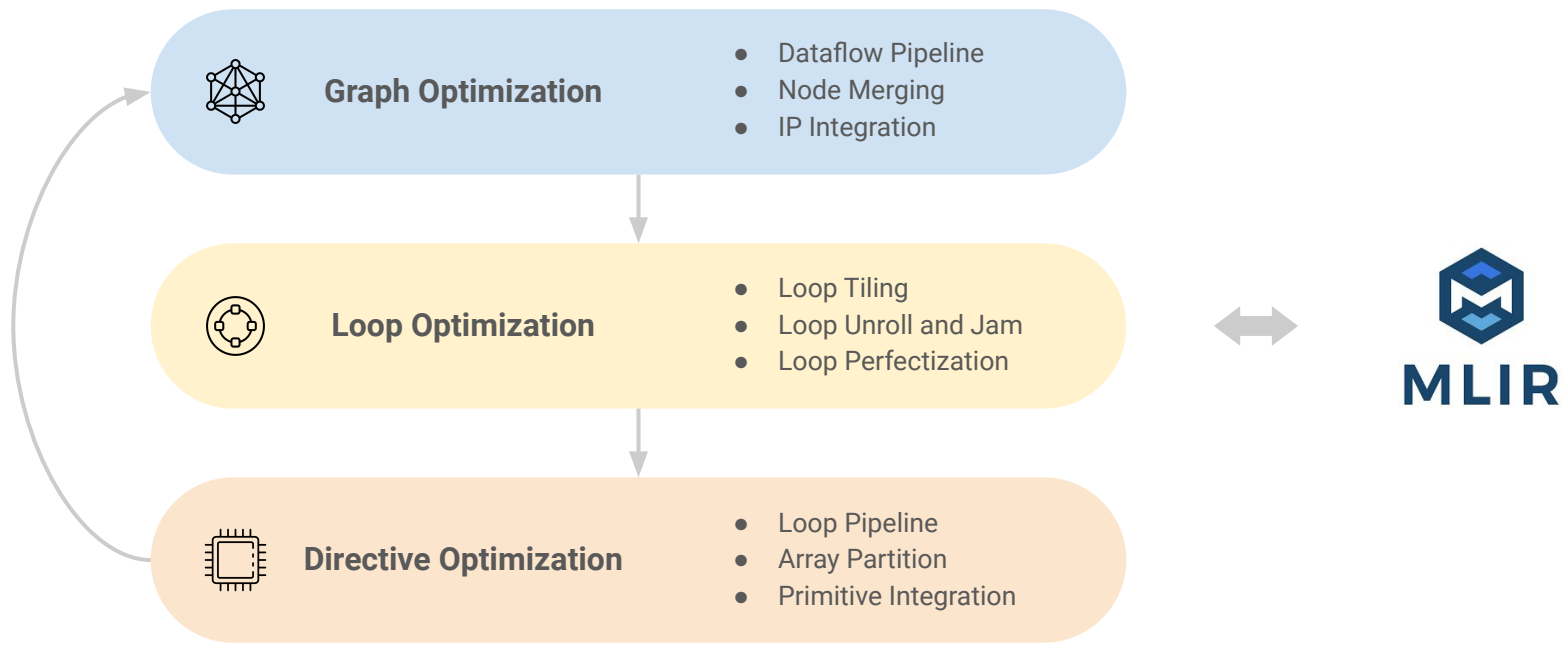 Graph Optimization
● Dataflow Pipeline
● Node Merging
● IP Integration
Loop Optimization
● Loop Tiling
● Loop Unroll and Jam
● Loop Perfectization
MLIR
Directive Optimization
● Loop Pipeline
● Array Partition
● Primitive Integration